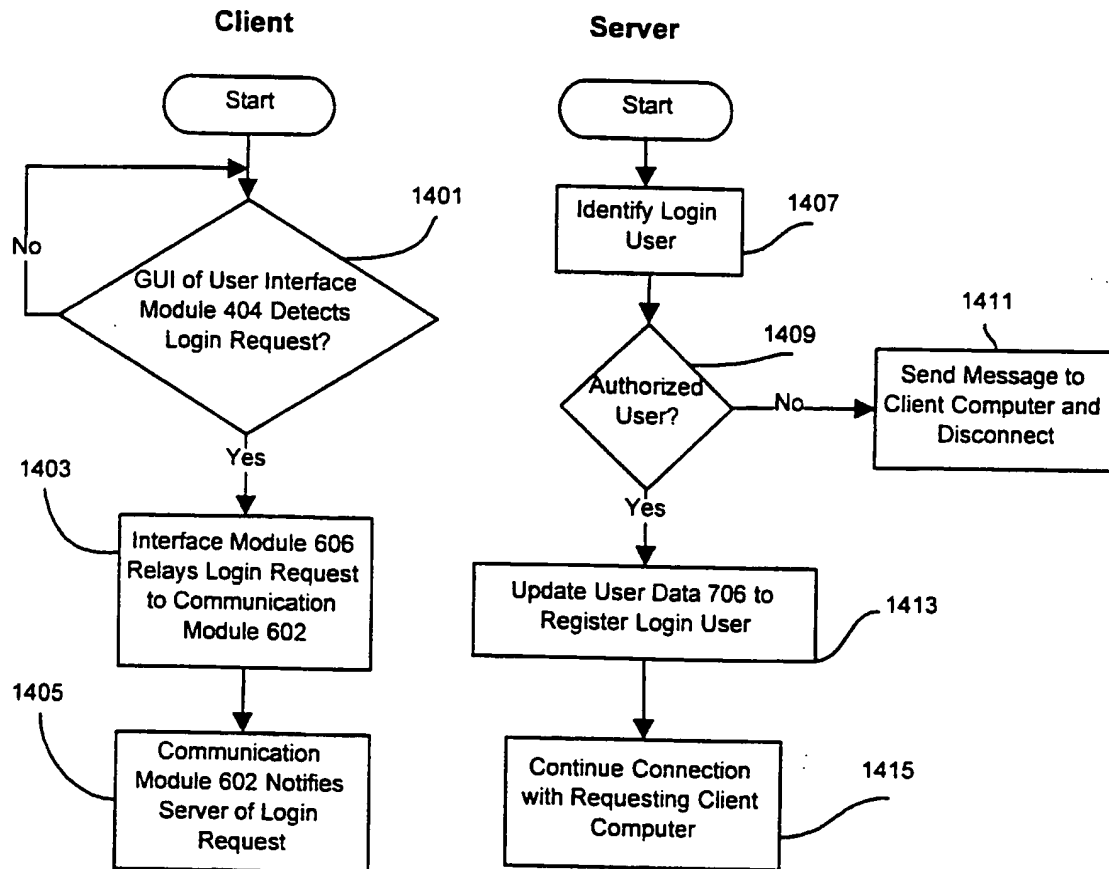 Client
Start
1401
No
GUI of User Interface
Module 404 Detects
Login Request?
Yes
1403
Interface Module 606
Relays Login Request
to Communication
Module 602
1405
Communication
Module 602 Notifies
Server of Login
Request
Server
Start
1407
Identify Login
User
1409
Authorized
User?
No
1411
Send Message to
Client Computer and
Disconnect
Yes
Update User Data 706 to
Register Login User
1413
Continue Connection
with Requesting Client
Computer
1415